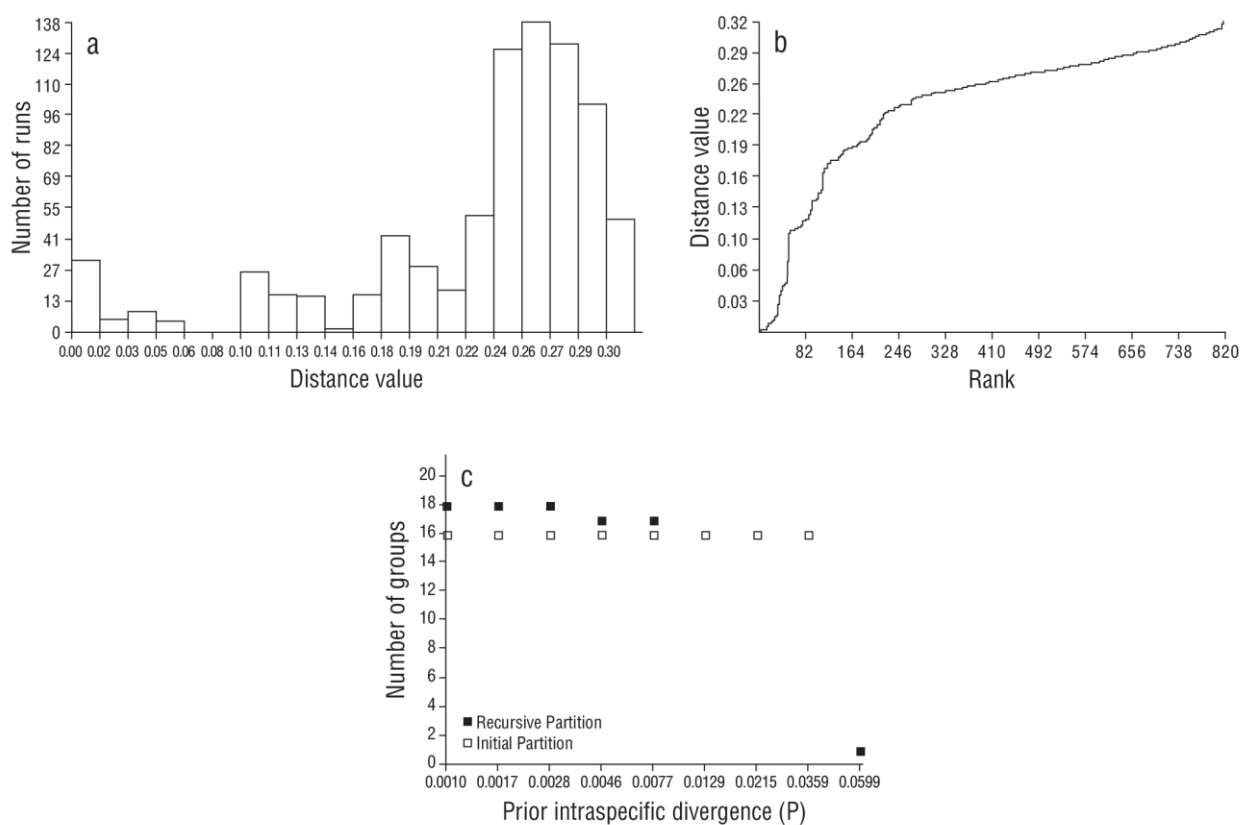 a
138
124
110
96
82
69
55
41
27
13
0
Number of runs
0.00 0.02 0.03 0.05 0.06 0.08 0.10 0.11 0.13 0.14 0.16 0.18 0.19 0.21 0.22 0.24 0.26 0.27 0.29 0.30
Distance value
b
0.32
0.29
0.26
0.22
0.19
0.16
0.13
0.10
0.06
0.03
Distance value
82 164 246 328 410 492 574 656 738 820
Rank
c
20
18
16
14
12
10
8
6
4
2
0
Number of groups
Recursive Partition
Initial Partition
0.0010 0.0017 0.0028 0.0046 0.0077 0.0129 0.0215 0.0359 0.0599
Prior intraspecific divergence (P)